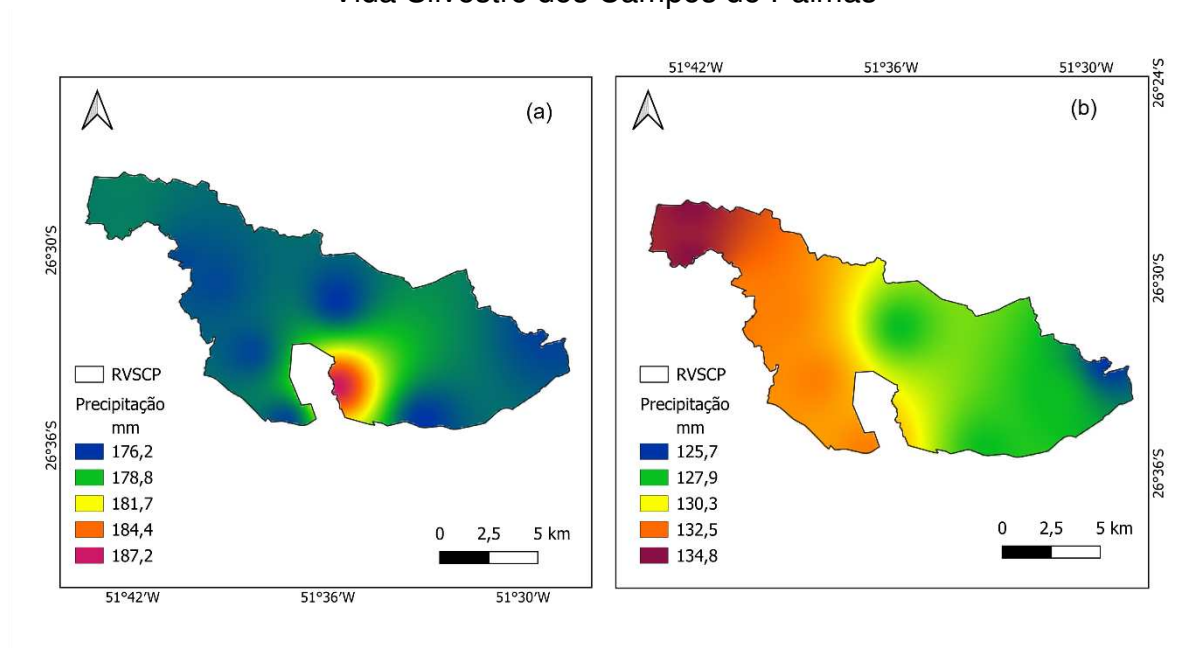 Vida Silvestre dos Campos de Palmas
(a)
26°30'S
26°36'S
RVSCP
Precipitação
mm
176,2
178,8
181,7
184,4
187,2
0 2,5 5 km
51°42'W 51°36'W 51°30'W
51°42'W 51°36'W 51°30'W
26°24'S
(b)
26°30'S
26°36'S
RVSCP
Precipitação
mm
125,7
127,9
130,3
132,5
134,8
0 2,5 5 km